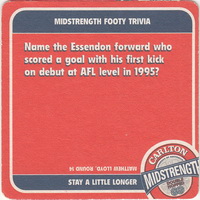 MIDSTRENGTH FOOTY TRIVIA
Name the Essendon forward who
scored a goal with his first kick
on debut at AFL level in 1995?
MATTHEW LLOYD, ROUND 14
STAY A LITTLE LONGER
CARLTON
MIDSTRENGTH